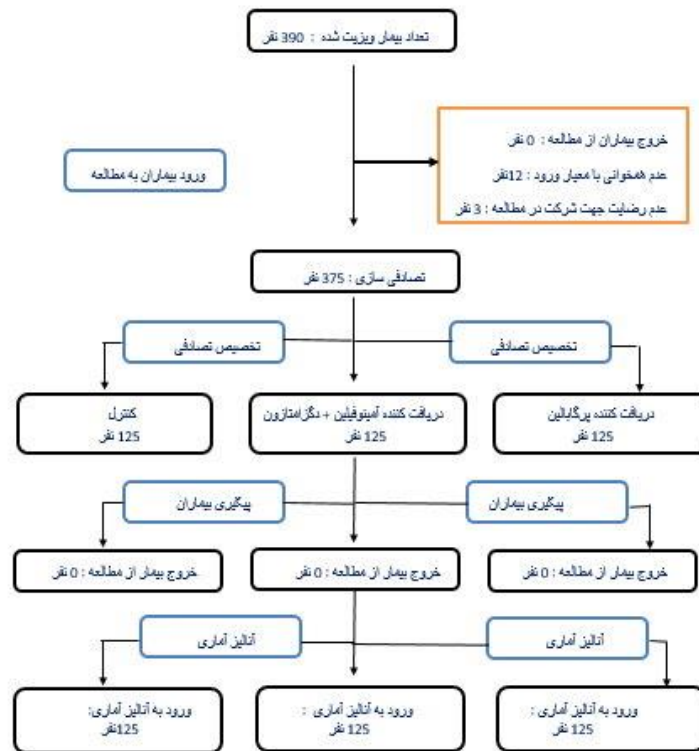 تعداد بیمار ویزیت شده : 390 نفر
خروج بیماران از مطالعه : 0 نفر
عدم همخوانی با معیار ورود : 12نفر
عدم رضایت جهت شرکت در مطالعه : 3 نفر
ورود بیماران به مطالعه
تصادفی سازی : 375 نفر
تخصیص تصادفی
تخصیص تصادفی
دریافت کننده پرگابالین
125 نفر
دریافت کننده آمینوفیلین + دگزامتازون
125 نفر
کنترل
125 نفر
پیگیری بیماران
پیگیری بیماران
خروج بیمار از مطالعه : 0 نفر
خروج بیمار از مطالعه : 0 نفر
خروج بیمار از مطالعه : 0 نفر
آنالیز آماری
آنالیز آماری
ورود به آنالیز آماری :
125 نفر
ورود به آنالیز آماری :
125 نفر
ورود به آنالیز آماری:
125نفر